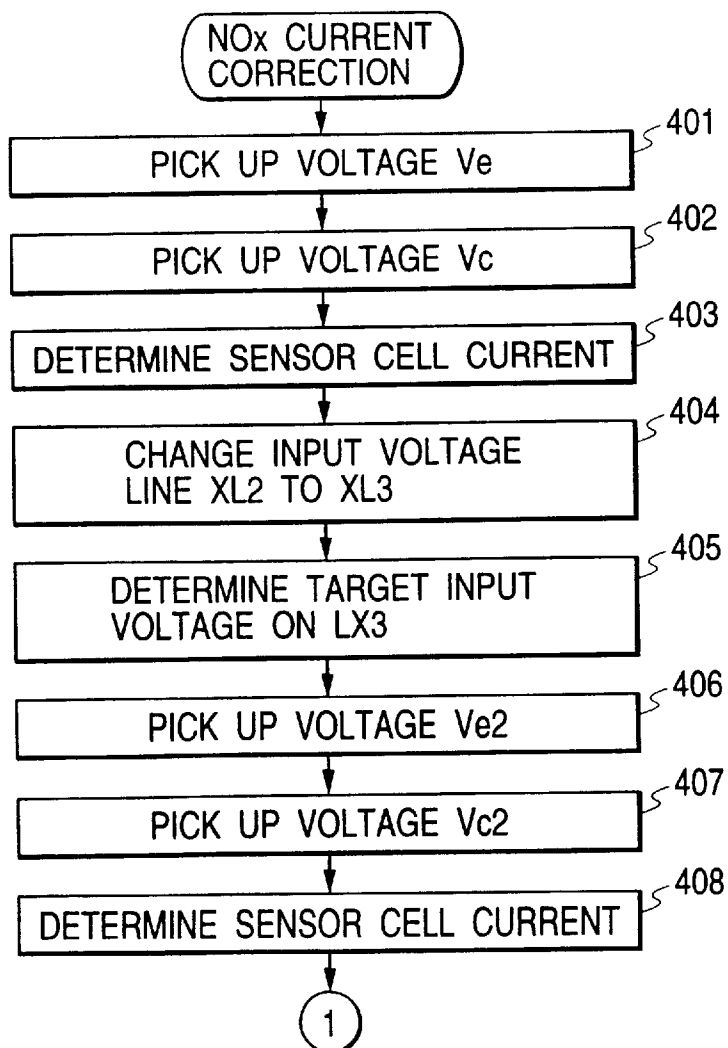 NOx CURRENT
CORRECTION
401
PICK UP VOLTAGE Ve
402
PICK UP VOLTAGE Vc
403
DETERMINE SENSOR CELL CURRENT
404
CHANGE INPUT VOLTAGE
LINE XL2 TO XL3
405
DETERMINE TARGET INPUT
VOLTAGE ON LX3
406
PICK UP VOLTAGE Ve2
407
PICK UP VOLTAGE Vc2
408
DETERMINE SENSOR CELL CURRENT
1